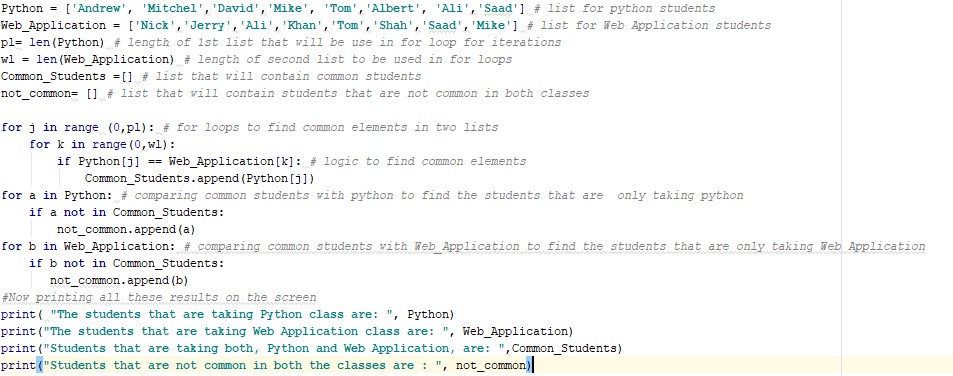 Python = ['Andrew', 'Mitchel','David','Mike', 'Tom','Albert', 'Ali','Saad'] # list for python students
Web_Application = ['Nick','Jerry','Ali','Khan','Tom','Shah','Saad','Mike'] # list for Web Application students
pl= len(Python) # length of 1st list that will be use in for loop for iterations
wl = len(Web_Application) # length of second list to be used in for loops
Common_Students =[] # list that will contain common students
not_common= [] # list that will contain students that are not common in both classes
for j in range (0,pl): # for loops to find common elements in two lists
    for k in range(0,wl):
        if Python[j] == Web_Application[k]: # logic to find common elements
            Common_Students.append(Python[j])
for a in Python: # comparing common students with python to find the students that are  only taking python
    if a not in Common_Students:
        not_common.append(a)
for b in Web_Application: # comparing common students with Web_Application to find the students that are only taking Web Application
    if b not in Common_Students:
       not_common.append(b)
#Now printing all these results on the screen
print( "The students that are taking Python class are: ", Python)
print("The students that are taking Web Application class are: ", Web_Application)
print("Students that are taking both, Python and Web Application, are: ",Common_Students)
print("Students that are not common in both the classes are : ", not_common)